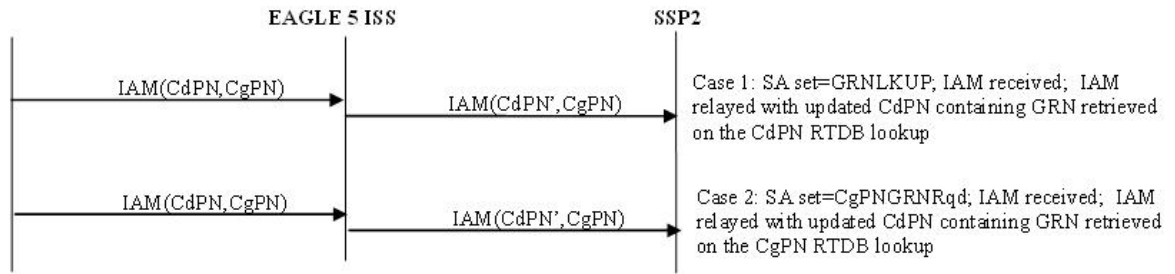 EAGLE 5 ISS
SSP2
IAM(CdPN,CgPN)
IAM(CdPN',CgPN)
Case 1: SA set=GRNLKUP; IAM received; IAM
relayed with updated CdPN containing GRN retrieved
on the CdPN RTDB lookup
IAM(CdPN,CgPN)
IAM(CdPN',CgPN)
Case 2: SA set=CgPNGRNRqd; IAM received; IAM
relayed with updated CdPN containing GRN retrieved
on the CgPN RTDB lookup